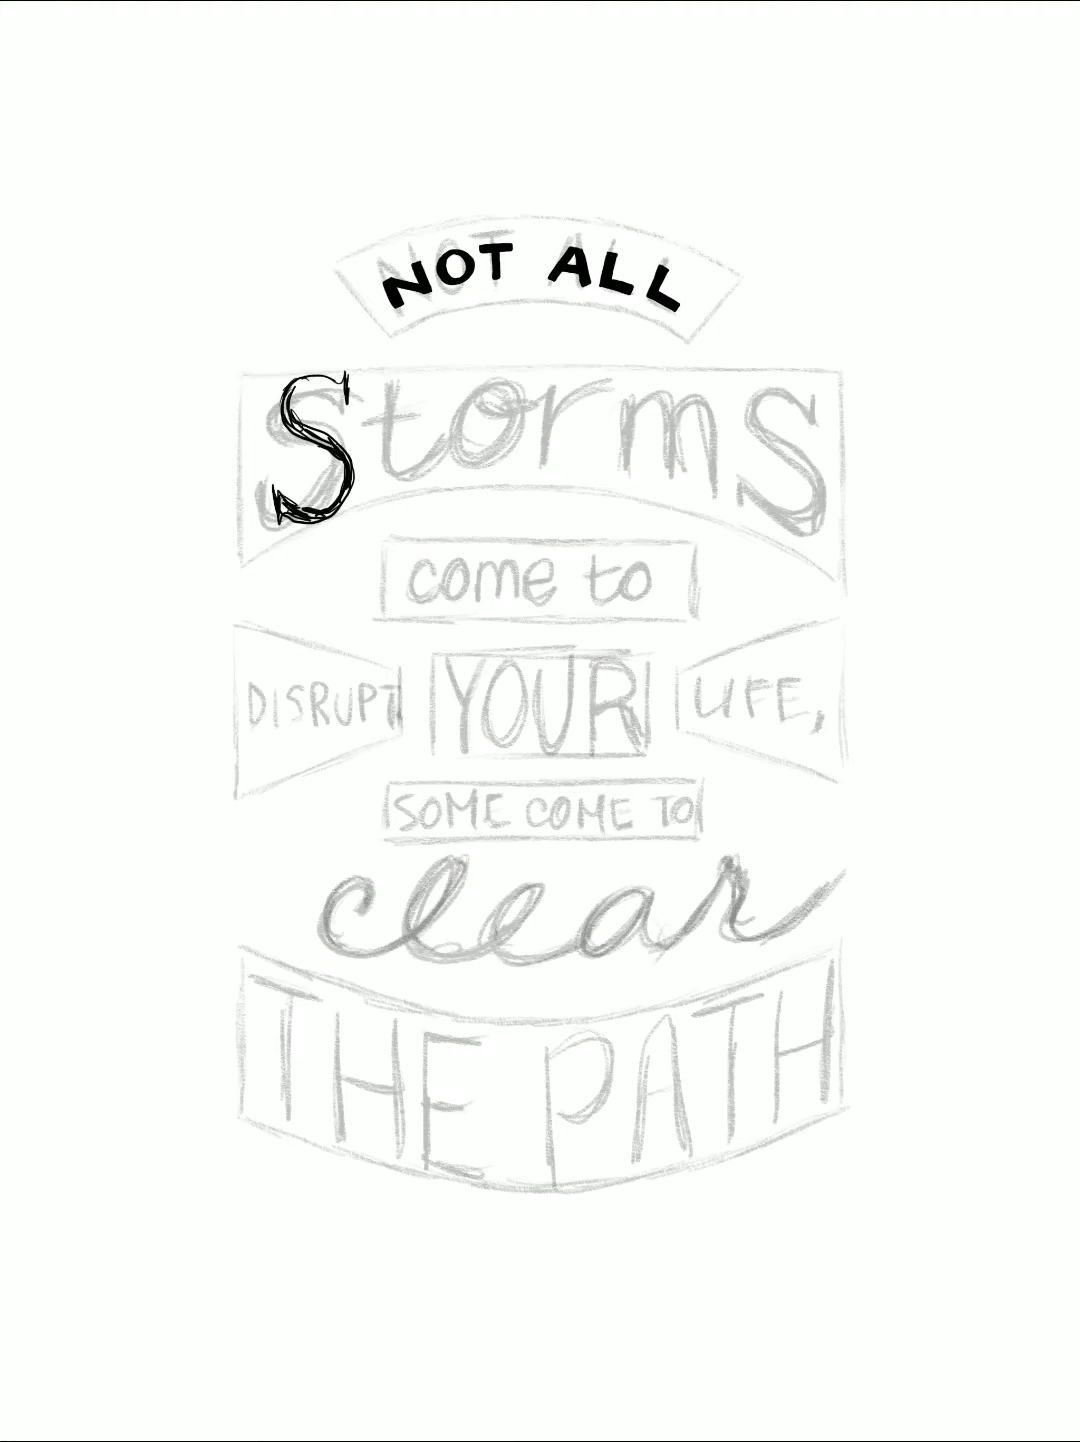 NOT ALL
StormS
come to
DISRUPT YOUR LIFE,
SOME COME TO
clear
THE PATH